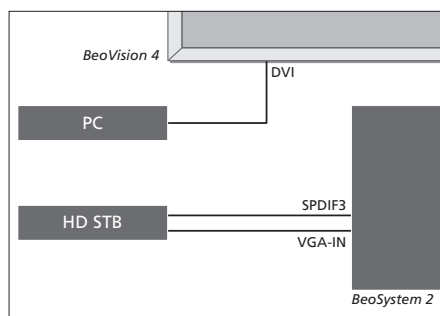 BeoVision 4
DVI
PC
SPDIF3
HD STB
VGA-IN
BeoSystem 2